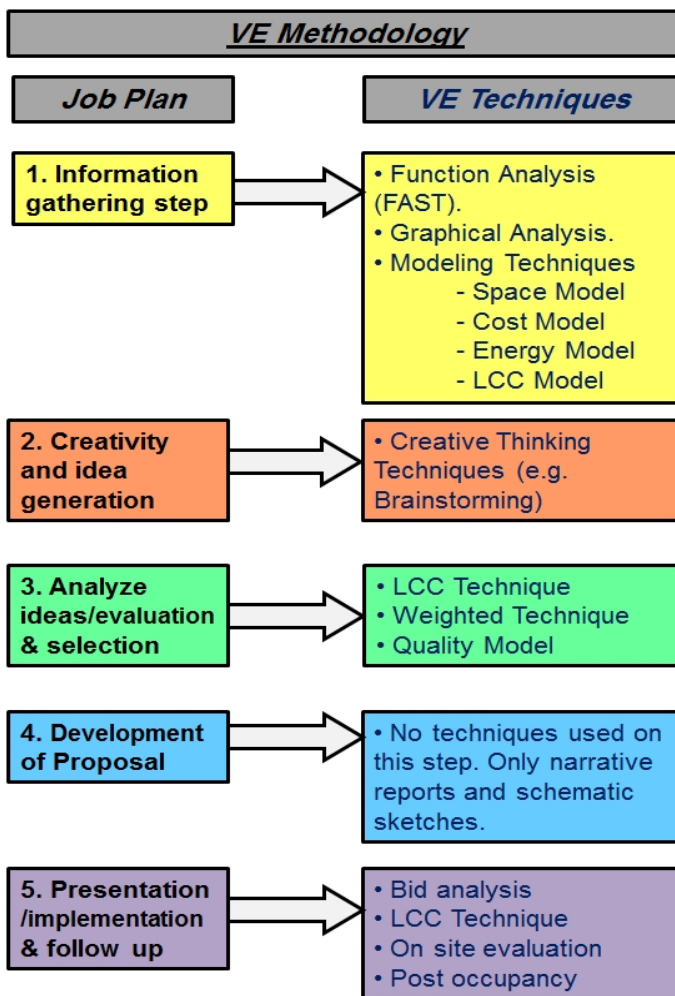 VE Methodology
Job Plan
VE Techniques
1. Information
gathering step
• Function Analysis
(FAST).
• Graphical Analysis.
• Modeling Techniques
- Space Model
- Cost Model
- Energy Model
- LCC Model
2. Creativity
and idea
generation
• Creative Thinking
Techniques (e.g.
Brainstorming)
3. Analyze
ideas/evaluation
& selection
• LCC Technique
• Weighted Technique
• Quality Model
4. Development
of Proposal
• No techniques used on
this step. Only narrative
reports and schematic
sketches.
5. Presentation
/implementation
& follow up
• Bid analysis
• LCC Technique
• On site evaluation
• Post occupancy